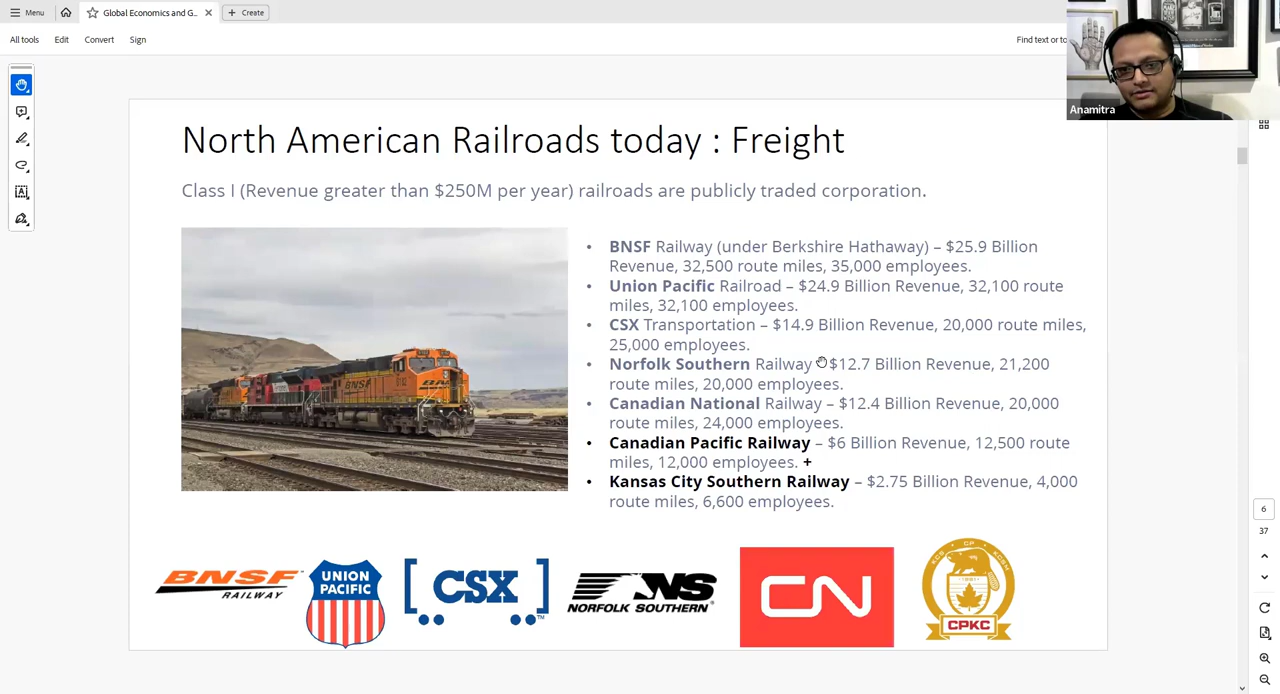 Menu
Global Economics and G...
Create
All tools
Edit
Convert
Sign
Find text or to
Anamitra
North American Railroads today : Freight
Class I (Revenue greater than $250M per year) railroads are publicly traded corporation.
• BNSF Railway (under Berkshire Hathaway) – $25.9 Billion
Revenue, 32,500 route miles, 35,000 employees.
• Union Pacific Railroad – $24.9 Billion Revenue, 32,100 route
miles, 32,100 employees.
• CSX Transportation – $14.9 Billion Revenue, 20,000 route miles,
25,000 employees.
• Norfolk Southern Railway $12.7 Billion Revenue, 21,200
route miles, 20,000 employees.
• Canadian National Railway – $12.4 Billion Revenue, 20,000
route miles, 24,000 employees.
• Canadian Pacific Railway – $6 Billion Revenue, 12,500 route
miles, 12,000 employees. +
• Kansas City Southern Railway – $2.75 Billion Revenue, 4,000
route miles, 6,600 employees.
BNSF
BNSF
RAILWAY
UNION
PACIFIC
CSX
NS
NORFOLK SOUTHERN
CN
KCS CP
CPKC
6
37